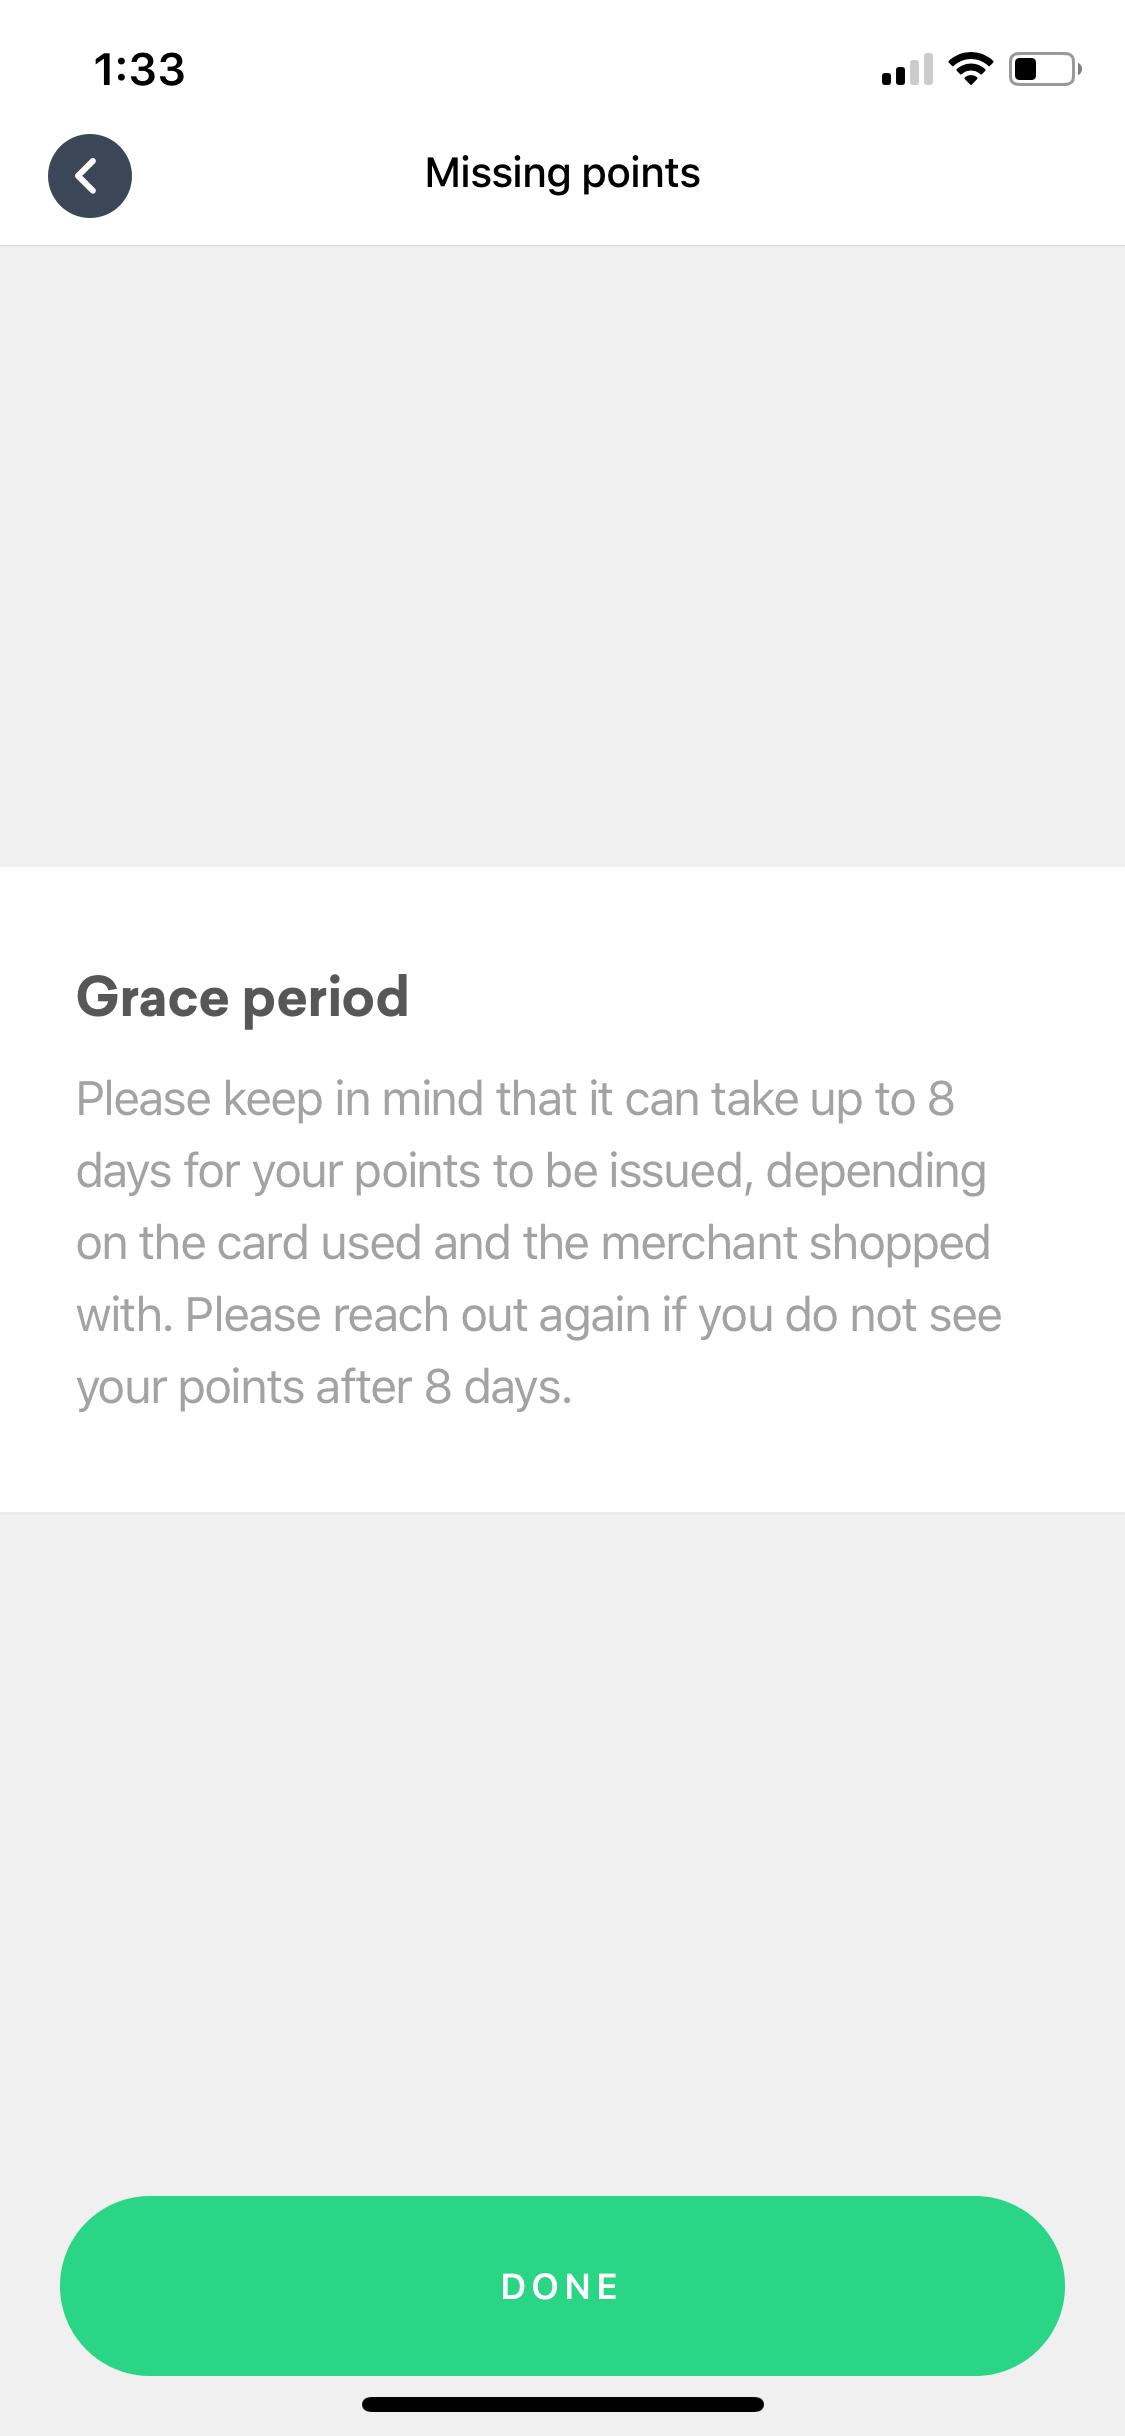 1:33
Missing points
Grace period
Please keep in mind that it can take up to 8
days for your points to be issued, depending
on the card used and the merchant shopped
with. Please reach out again if you do not see
your points after 8 days.
DONE